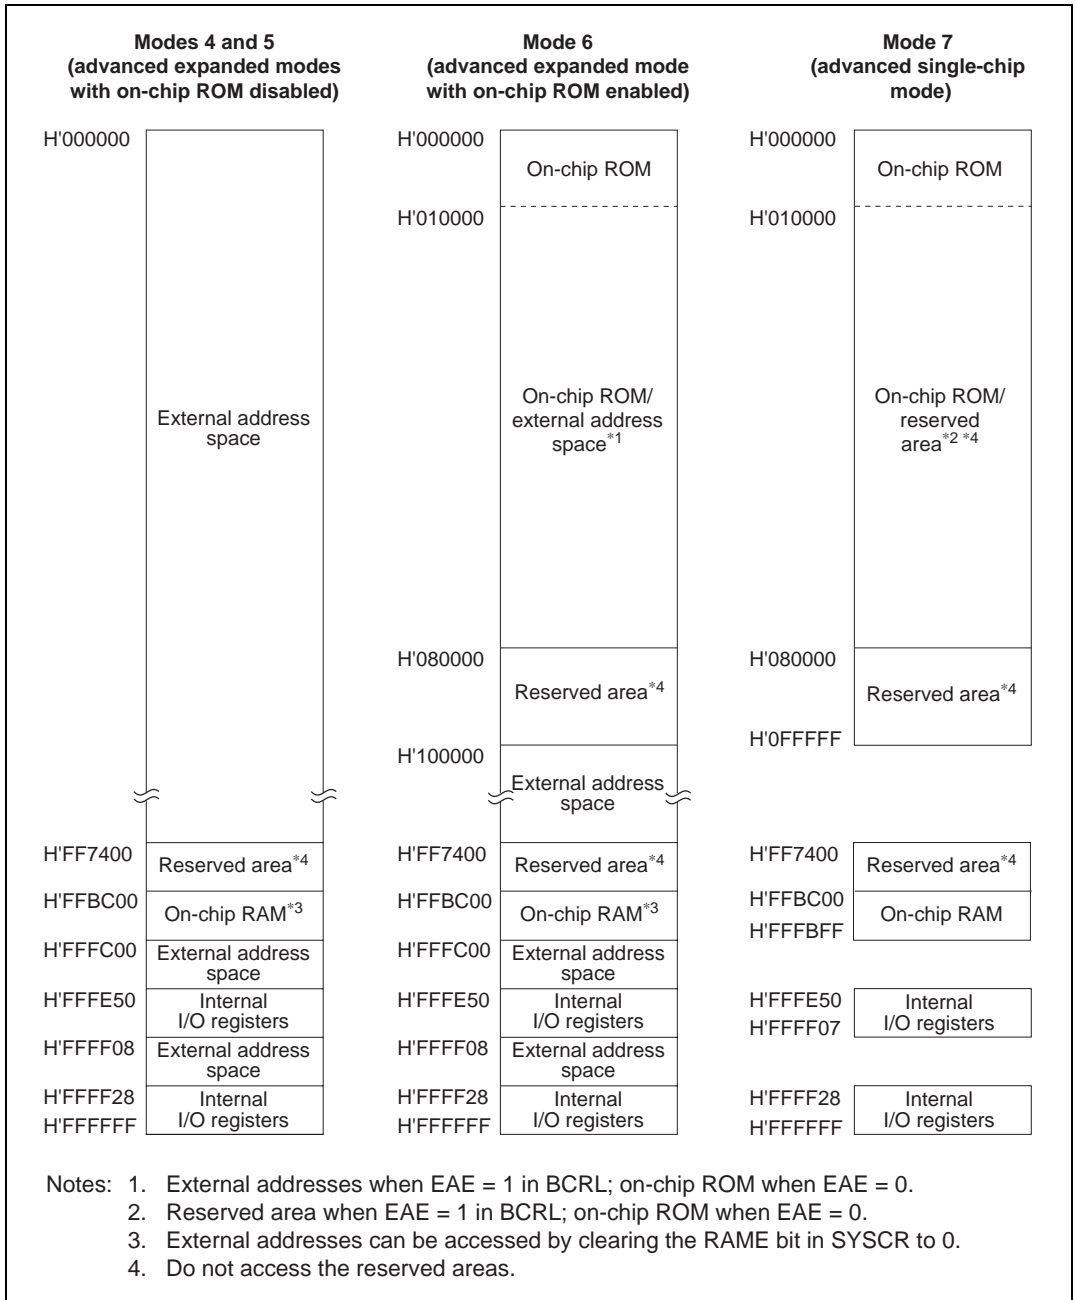 Modes 4 and 5
(advanced expanded modes
with on-chip ROM disabled)
H'000000
External address
space
H'FF7400
Reserved area*4
H'FFBC00
On-chip RAM*3
H'FFFC00
External address
space
H'FFFE50
Internal
I/O registers
H'FFFF08
External address
space
H'FFFF28
Internal
I/O registers
H'FFFFFF
Mode 6
(advanced expanded mode
with on-chip ROM enabled)
H'000000
On-chip ROM
H'010000
On-chip ROM/
external address
space*1
H'080000
Reserved area*4
H'100000
External address
space
H'FF7400
Reserved area*4
H'FFBC00
On-chip RAM*3
H'FFFC00
External address
space
H'FFFE50
Internal
I/O registers
H'FFFF08
External address
space
H'FFFF28
Internal
I/O registers
H'FFFFFF
Mode 7
(advanced single-chip
mode)
H'000000
On-chip ROM
H'010000
On-chip ROM/
reserved
area*2 *4
H'080000
Reserved area*4
H'0FFFFF
H'FF7400
Reserved area*4
H'FFBC00
On-chip RAM
H'FFFBFF
H'FFFE50
Internal
I/O registers
H'FFFF07
H'FFFF28
Internal
I/O registers
H'FFFFFF
Notes: 1. External addresses when EAE = 1 in BCRL; on-chip ROM when EAE = 0.
2. Reserved area when EAE = 1 in BCRL; on-chip ROM when EAE = 0.
3. External addresses can be accessed by clearing the RAME bit in SYSCR to 0.
4. Do not access the reserved areas.